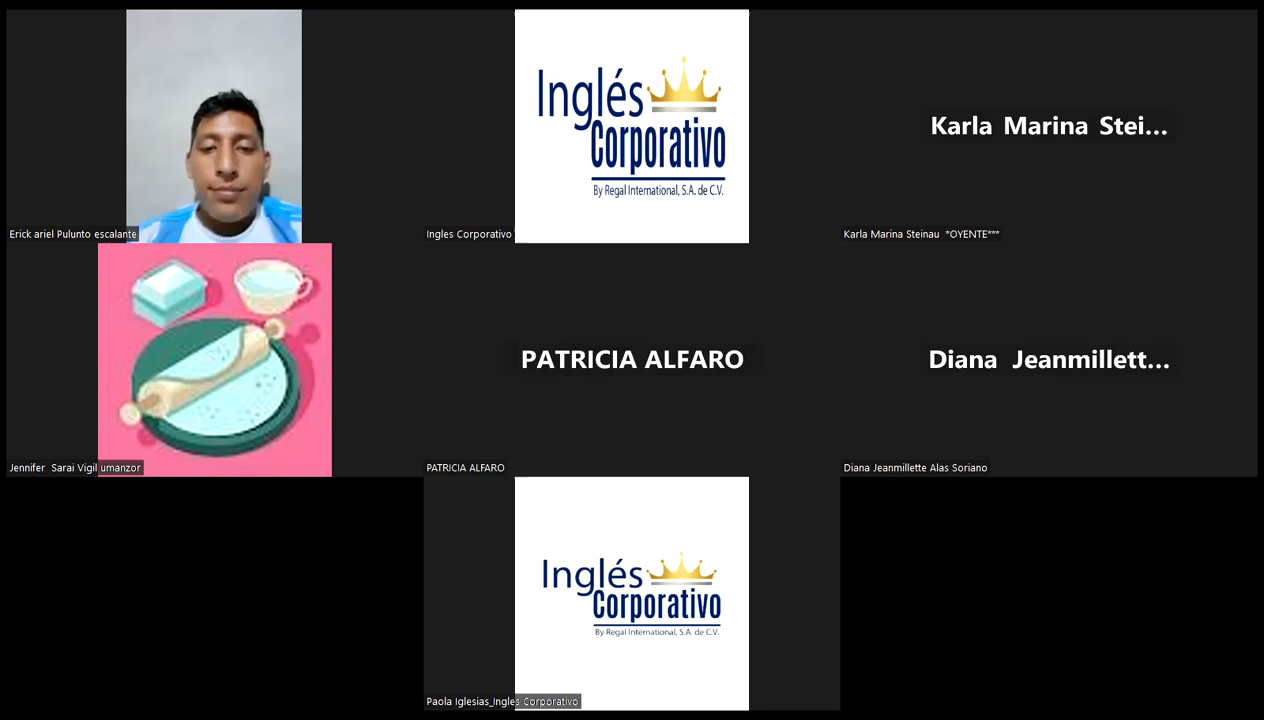 Inglés
Corporativo
By Regal International, S.A. de C.V.
Karla Marina Stei...
Erick ariel Pulunto escalante
Ingles Corporativo
Karla Marina Steinau *OYENTE***
PATRICIA ALFARO
Diana Jeanmillett...
Jennifer Sarai Vigil umanzor
PATRICIA ALFARO
Diana Jeanmillette Alas Soriano
Inglés
Corporativo
By Regal International, S.A. de C.V.
Paola Iglesias_Ingles Corporativo